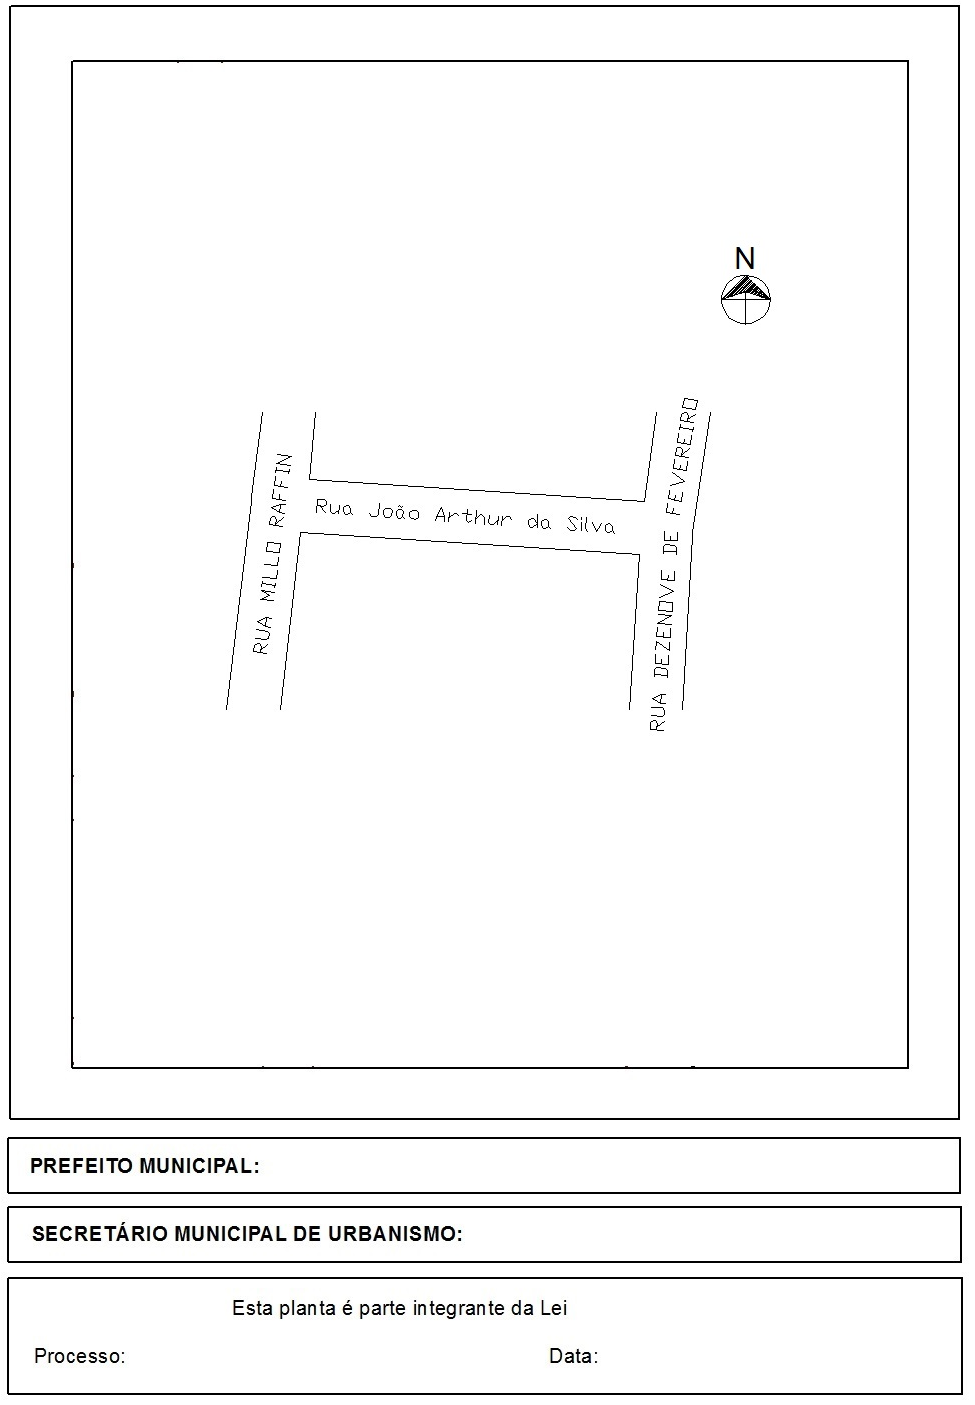 N
Rua João Arthur da Silva
RUA MILLO RAFFIN
RUA DEZENOVE DE FEVEREIRO
PREFEITO MUNICIPAL:
SECRETÁRIO MUNICIPAL DE URBANISMO:
Esta planta é parte integrante da Lei
Processo: Data: